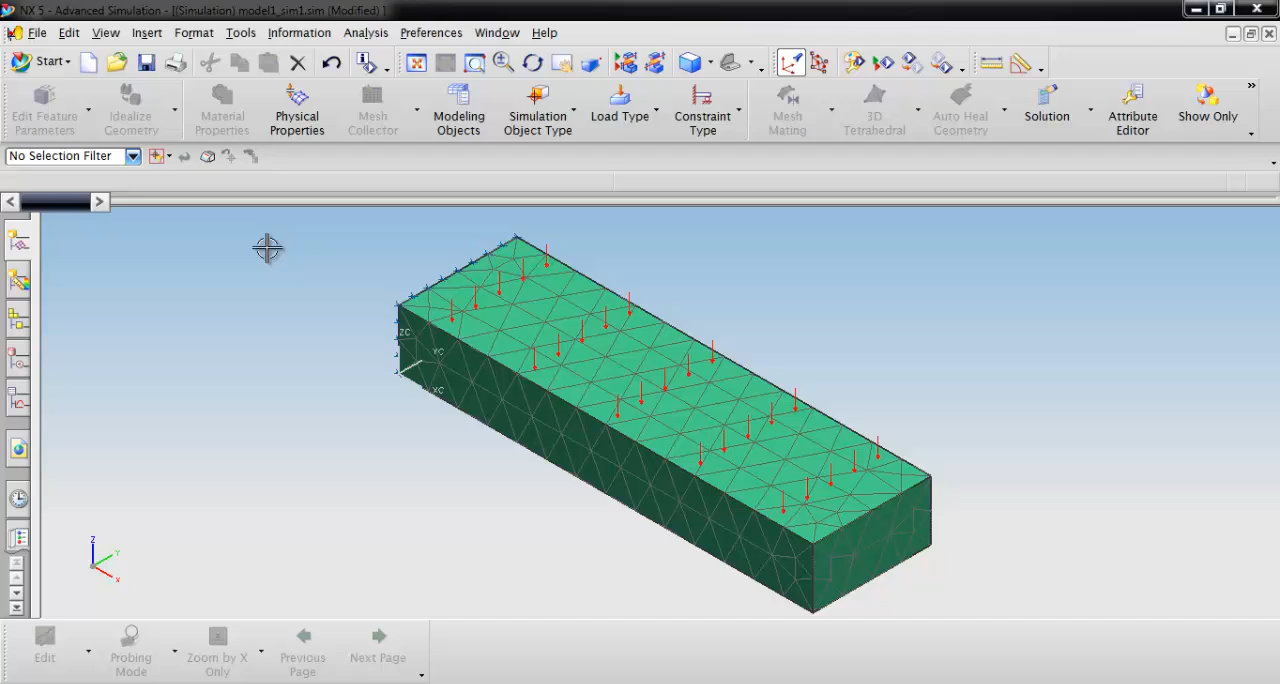 NX 5 - Advanced Simulation - [(Simulation) model1_sim1.sim (Modified) ]
File Edit View Insert Format Tools Information Analysis Preferences Window Help
Start
Edit Feature Parameters
Idealize Geometry
Material Properties
Physical Properties
Mesh Collector
Modeling Objects
Simulation Object Type
Load Type
Constraint Type
Mesh Mating
3D Tetrahedral
Auto Heal Geometry
Solution
Attribute Editor
Show Only
No Selection Filter
ZC
YC
XC
Z
Y
X
Edit
Probing Mode
Zoom by X Only
Previous Page
Next Page